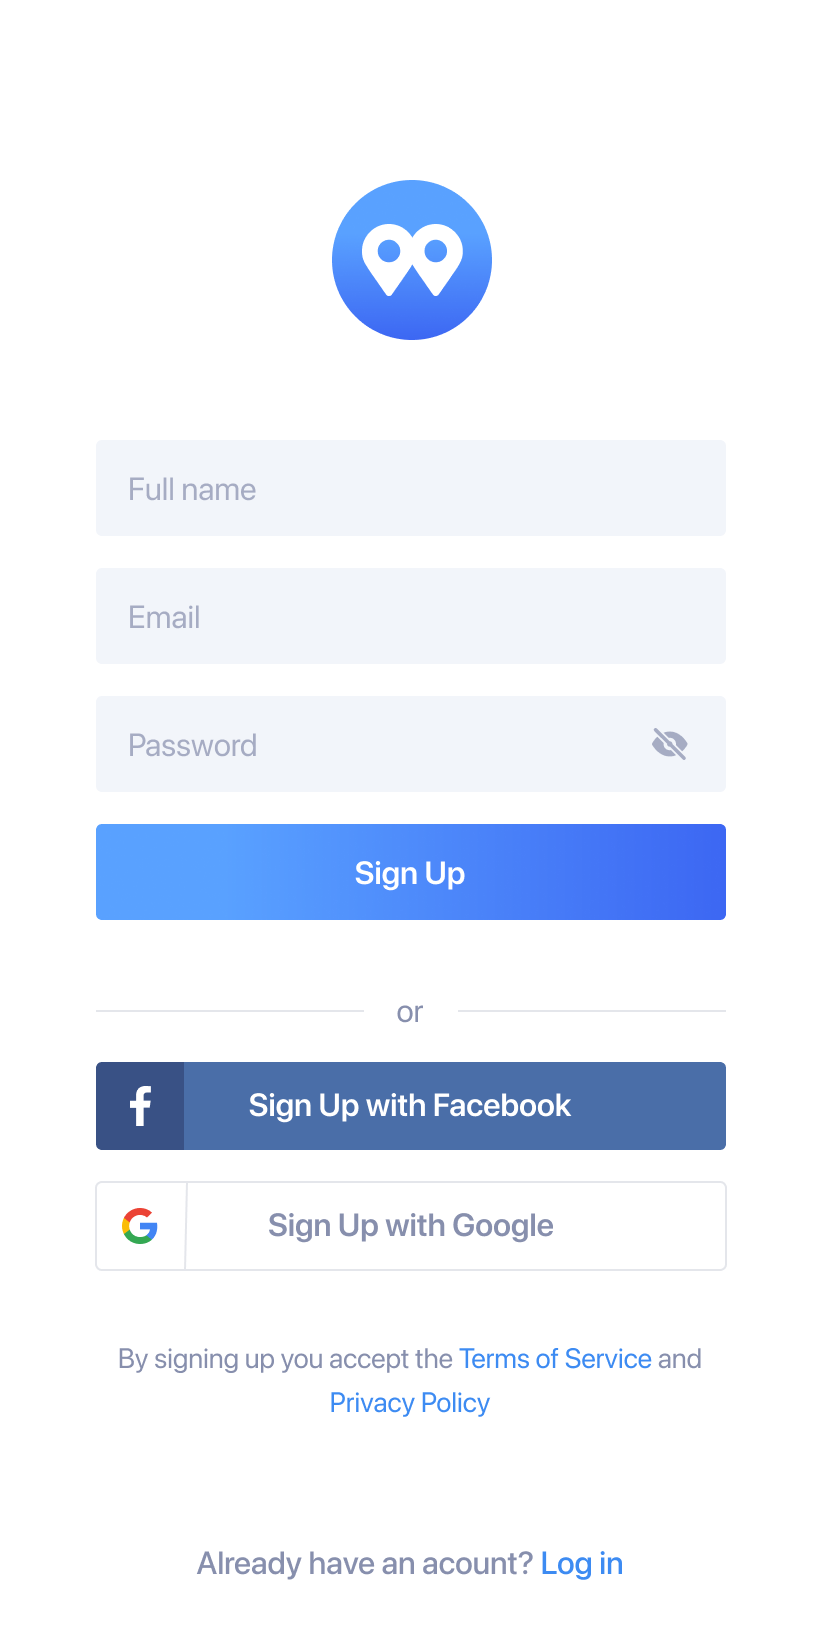 Full name
Email
Password
Sign Up
or
Sign Up with Facebook
Sign Up with Google
By signing up you accept the Terms of Service and
Privacy Policy
Already have an acount? Log in